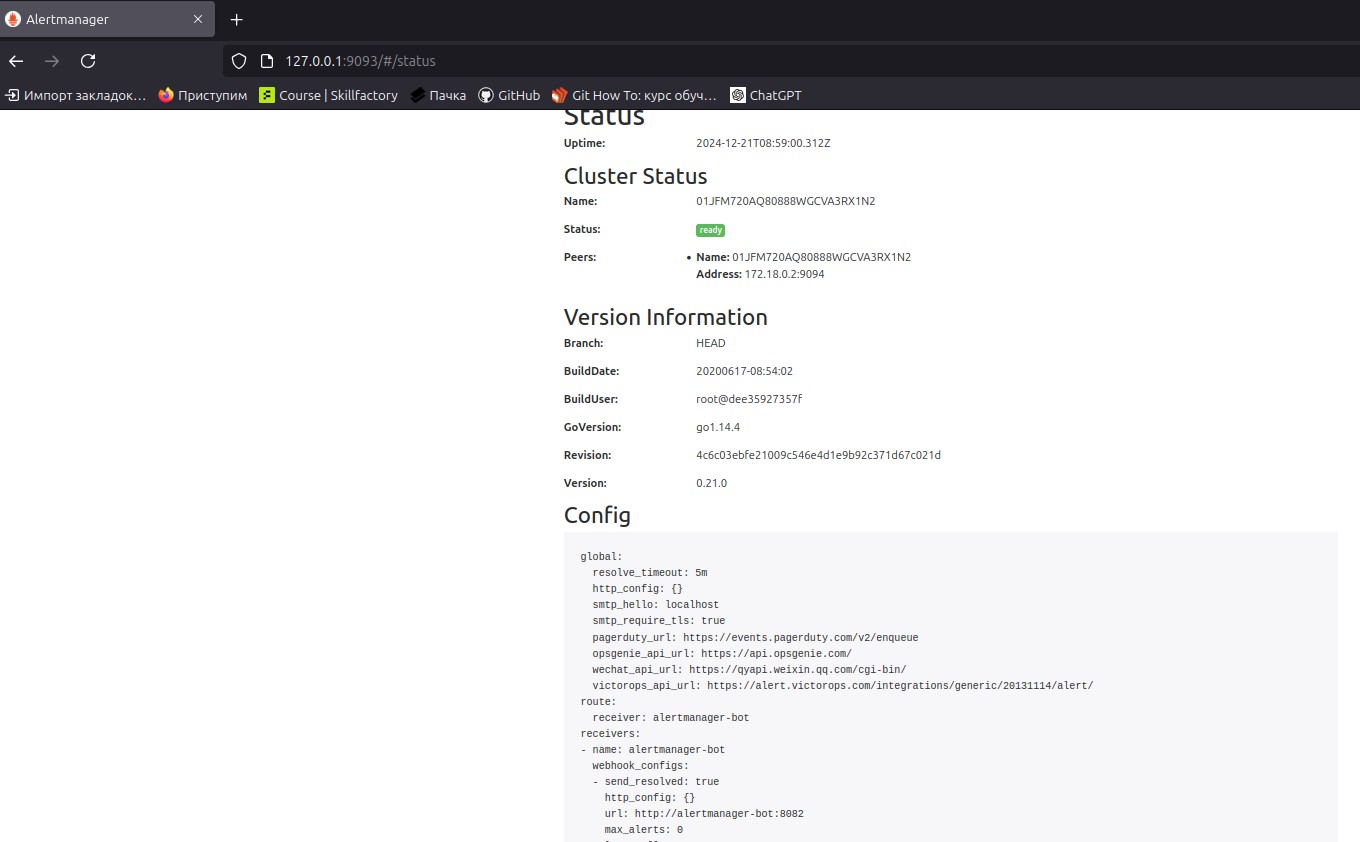 Alertmanager
127.0.0.1:9093/#/status
Импорт закладок… Приступим Course | Skillfactory Пачка GitHub Git How To: курс обуч… ChatGPT
Status
Uptime: 2024-12-21T08:59:00.312Z
Cluster Status
Name: 01JFM720AQ80888WGCVA3RX1N2
Status: ready
Peers: • Name: 01JFM720AQ80888WGCVA3RX1N2
Address: 172.18.0.2:9094
Version Information
Branch: HEAD
BuildDate: 20200617-08:54:02
BuildUser: root@dee35927357f
GoVersion: go1.14.4
Revision: 4c6c03ebfe21009c546e4d1e9b92c371d67c021d
Version: 0.21.0
Config
global:
  resolve_timeout: 5m
  http_config: {}
  smtp_hello: localhost
  smtp_require_tls: true
  pagerduty_url: https://events.pagerduty.com/v2/enqueue
  opsgenie_api_url: https://api.opsgenie.com/
  wechat_api_url: https://qyapi.weixin.qq.com/cgi-bin/
  victorops_api_url: https://alert.victorops.com/integrations/generic/20131114/alert/
route:
  receiver: alertmanager-bot
receivers:
- name: alertmanager-bot
  webhook_configs:
  - send_resolved: true
    http_config: {}
    url: http://alertmanager-bot:8082
    max_alerts: 0